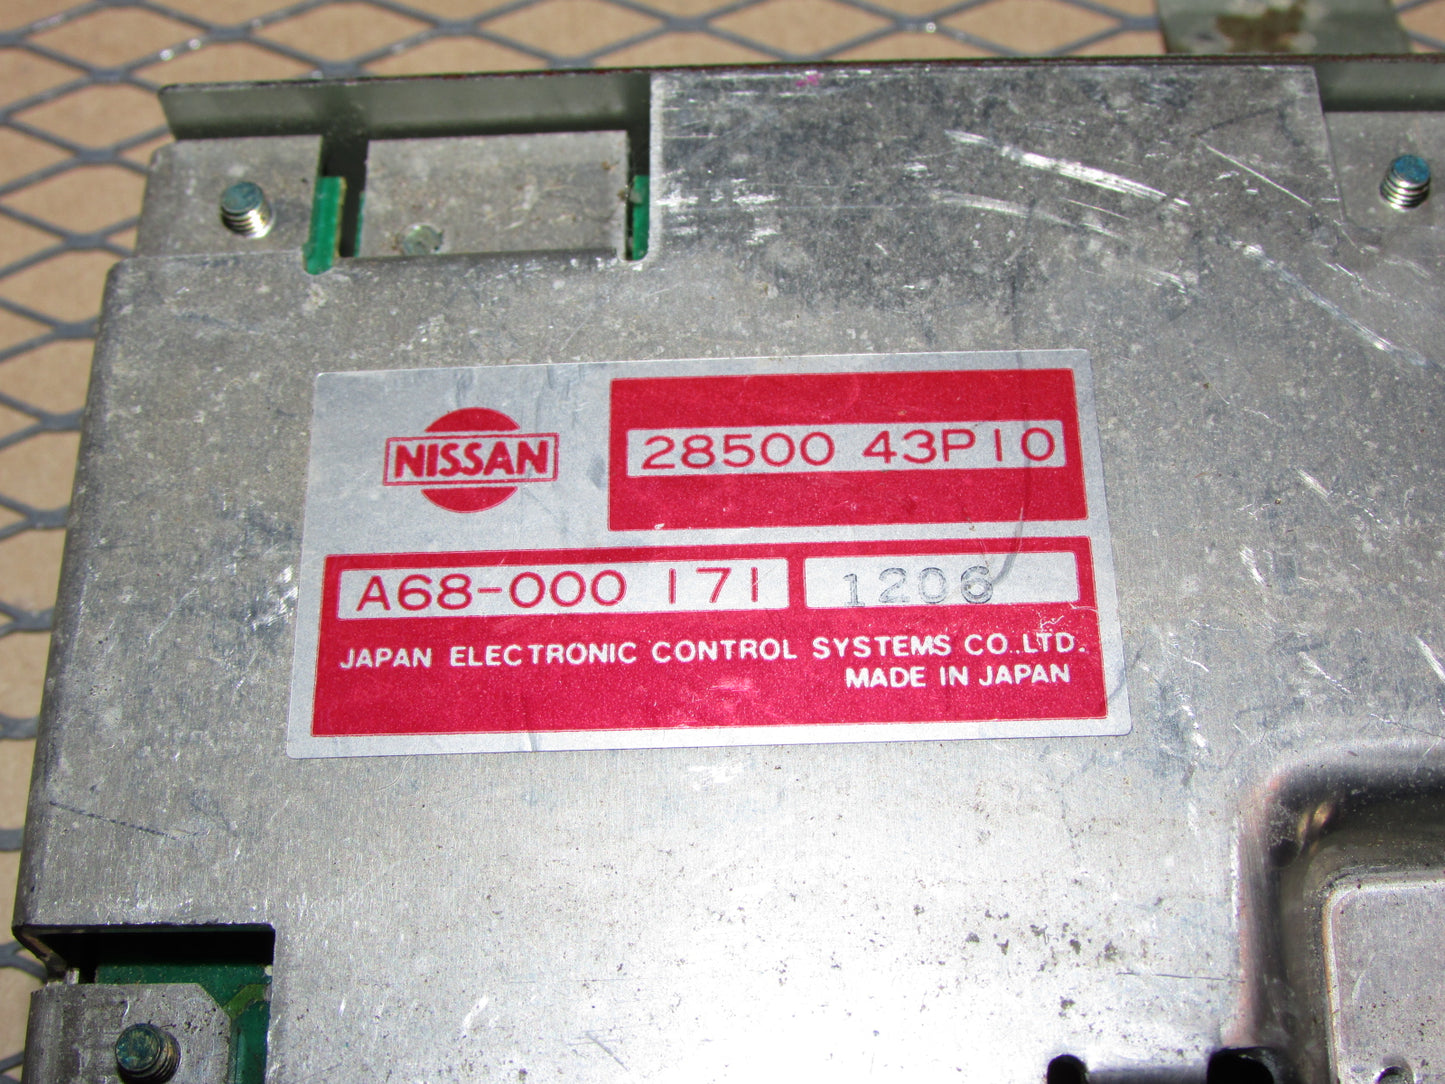 NISSAN
28500 43P10
A68-000 171
1206
JAPAN ELECTRONIC CONTROL SYSTEMS CO.,LTD.
MADE IN JAPAN